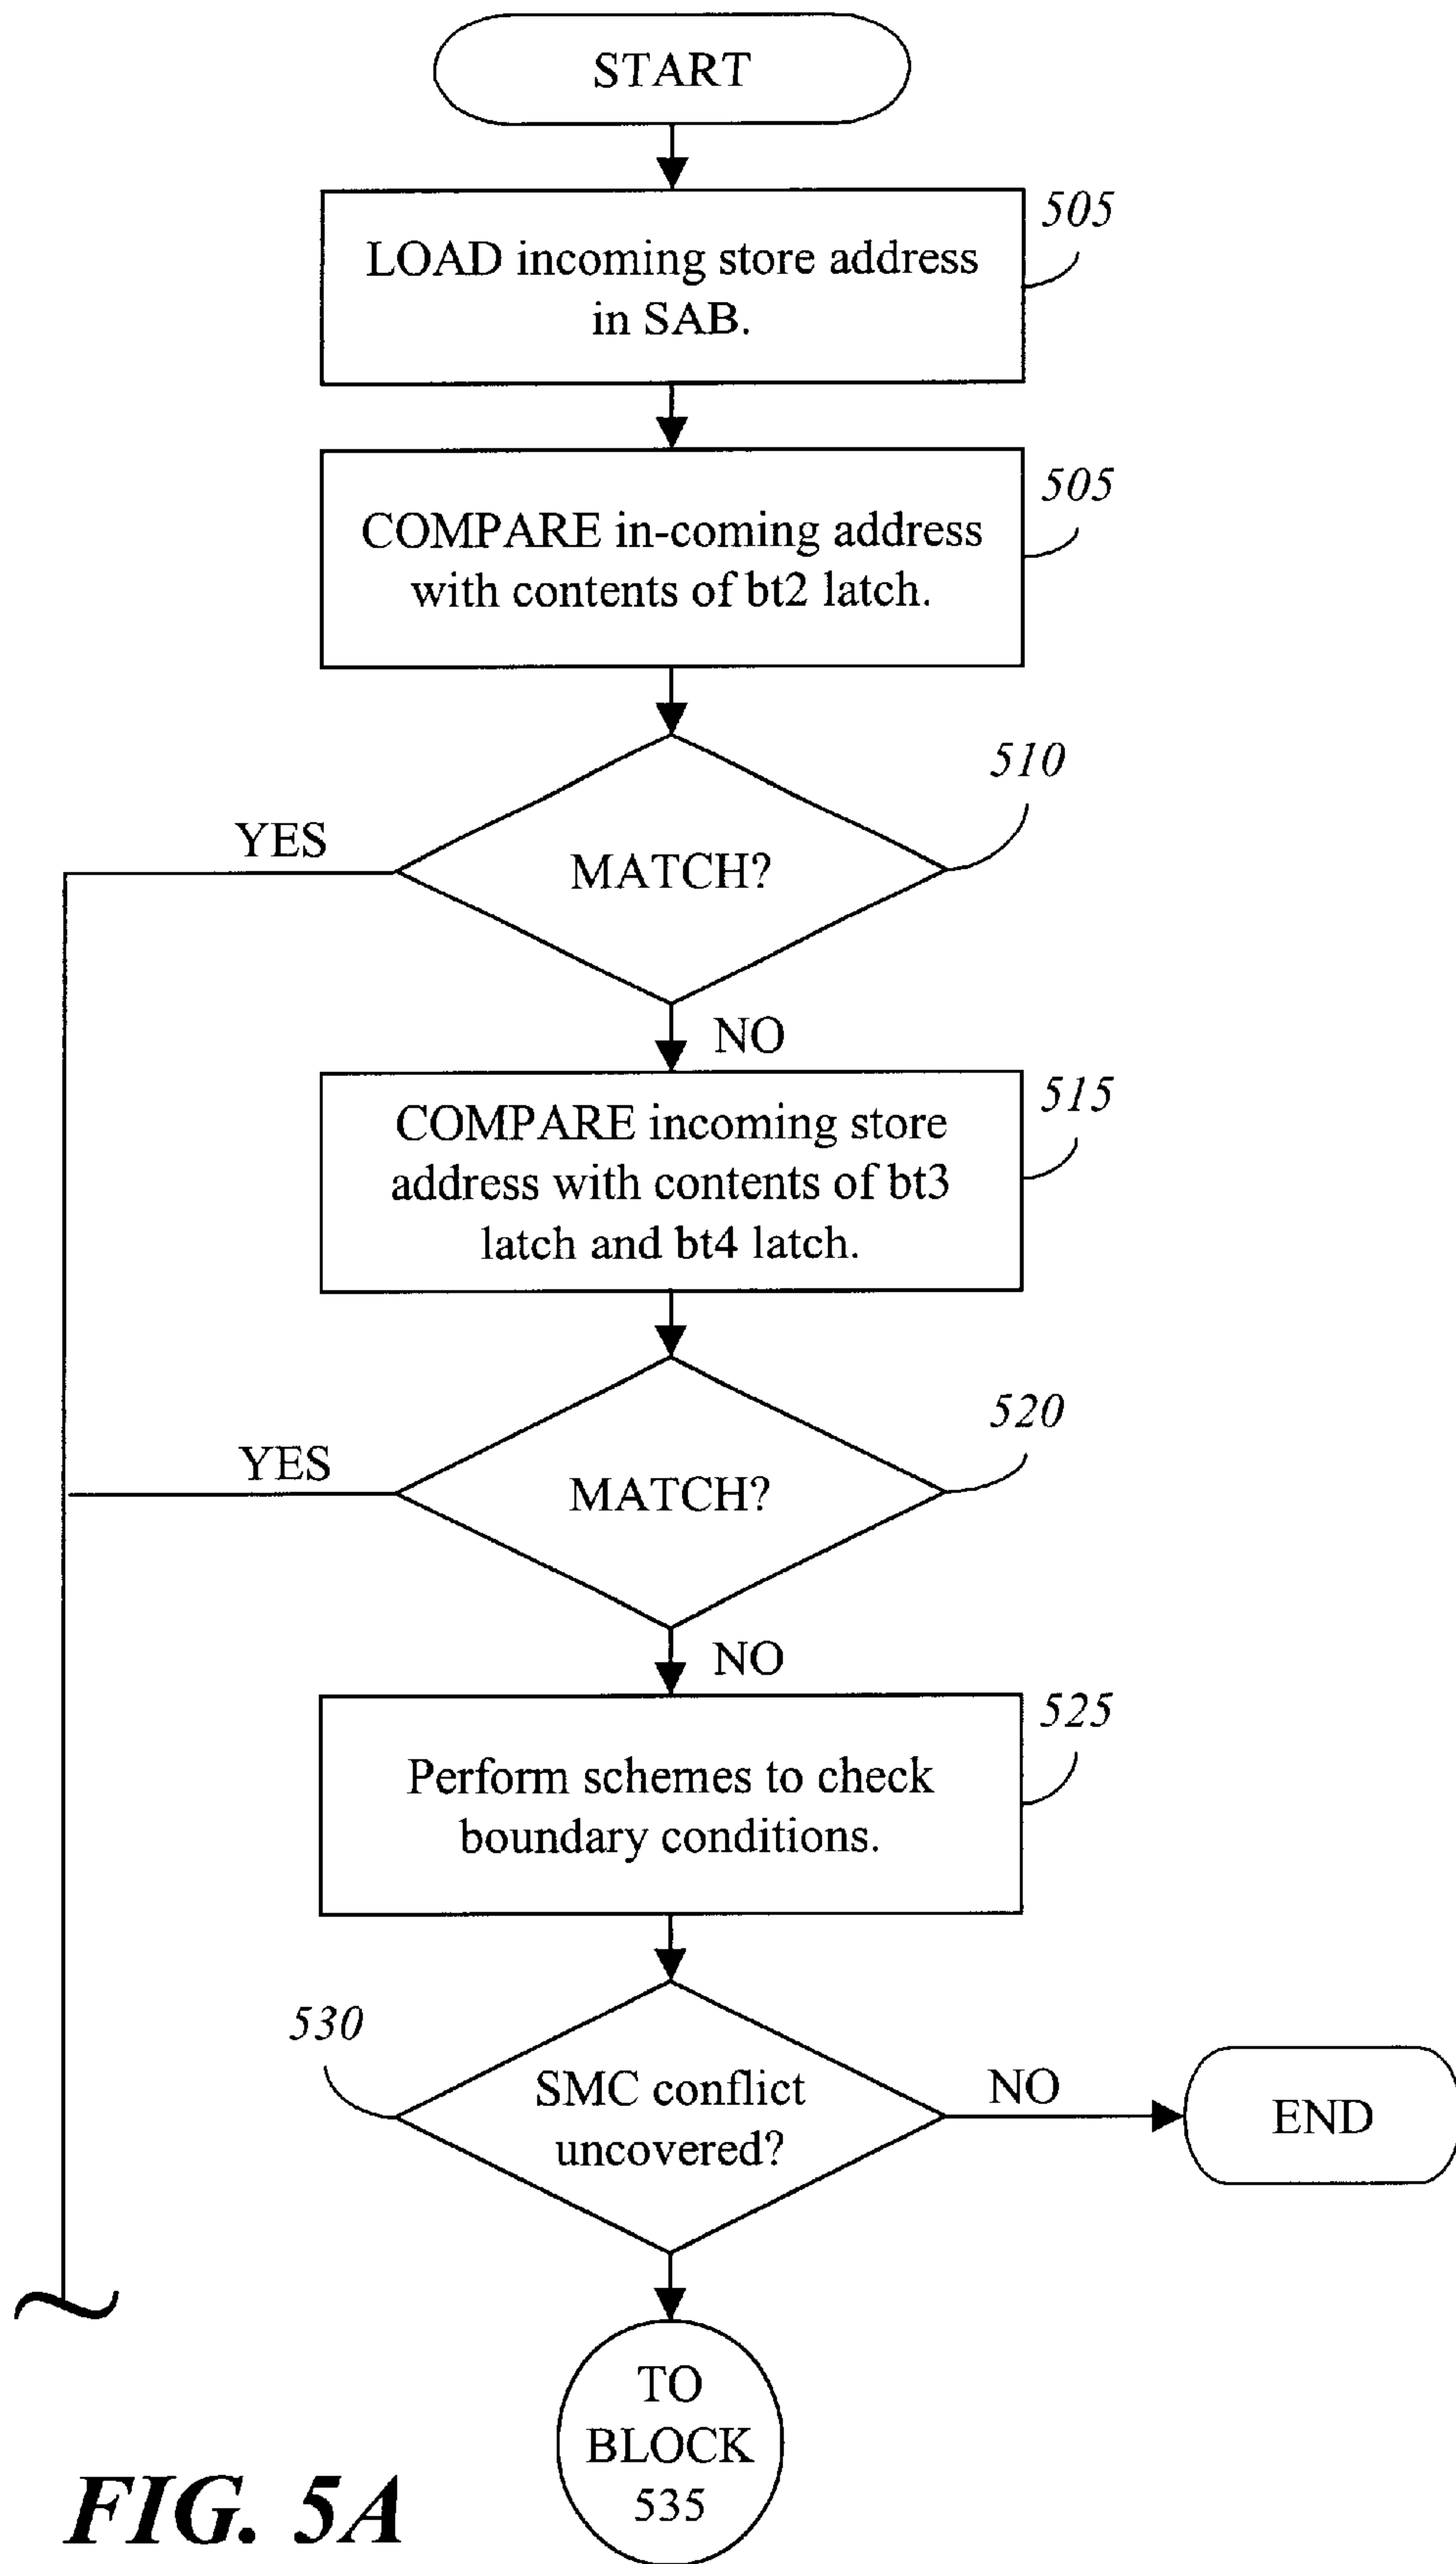 START
505
LOAD incoming store address
in SAB.
505
COMPARE in-coming address
with contents of bt2 latch.
510
YES
MATCH?
NO
515
COMPARE incoming store
address with contents of bt3
latch and bt4 latch.
520
YES
MATCH?
NO
525
Perform schemes to check
boundary conditions.
530
SMC conflict
uncovered?
NO
END
TO
BLOCK
535
FIG. 5A